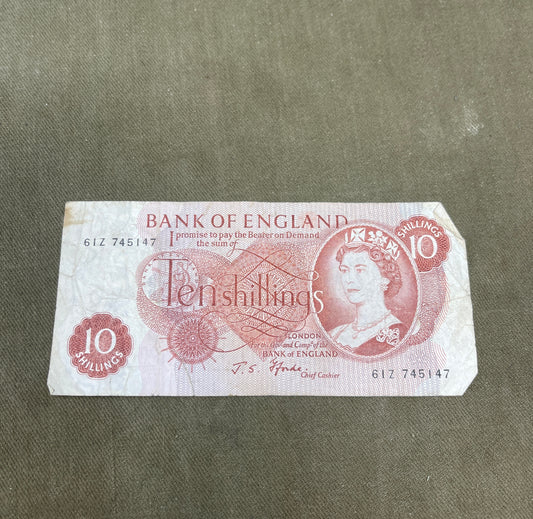 BANK OF ENGLAND
I promise to pay the Bearer on Demand
the sum of
61Z 745147
10
SHILLINGS
Ten shillings
LONDON
For the Gov:r and Comp:a of the
BANK OF ENGLAND
10
SHILLINGS
J. S. Fforde
Chief Cashier
61Z 745147